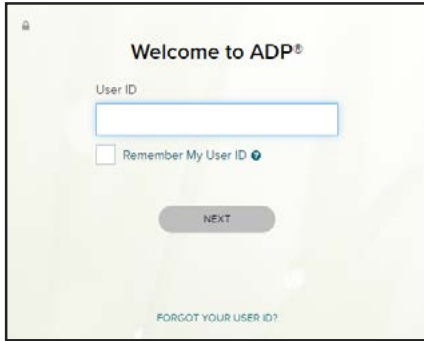 Welcome to ADP®
User ID
Remember My User ID ?
NEXT
FORGOT YOUR USER ID?